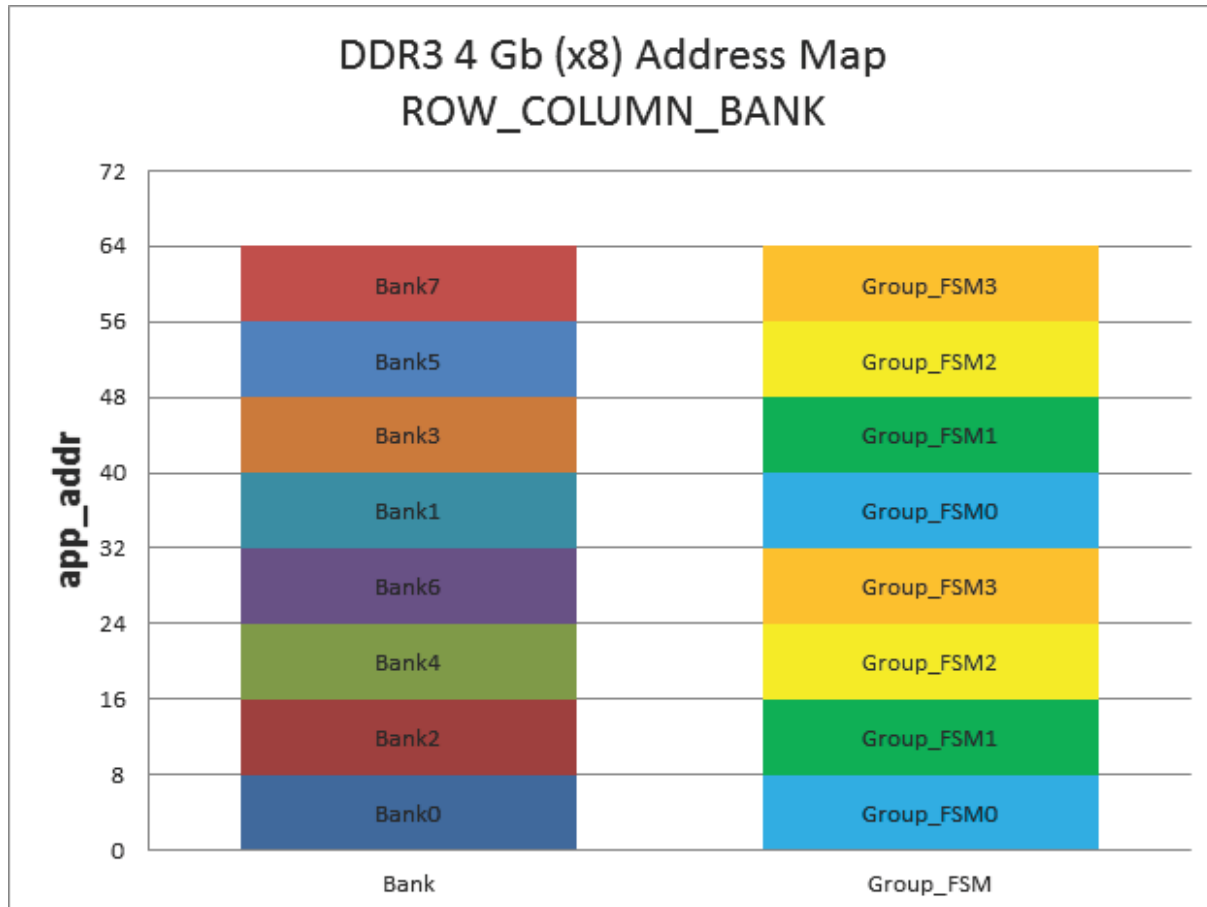 DDR3 4 Gb (x8) Address Map
ROW_COLUMN_BANK
app_addr
72
64
56
48
40
32
24
16
8
0
Bank7
Bank5
Bank3
Bank1
Bank6
Bank4
Bank2
Bank0
Group_FSM3
Group_FSM2
Group_FSM1
Group_FSM0
Group_FSM3
Group_FSM2
Group_FSM1
Group_FSM0
Bank
Group_FSM